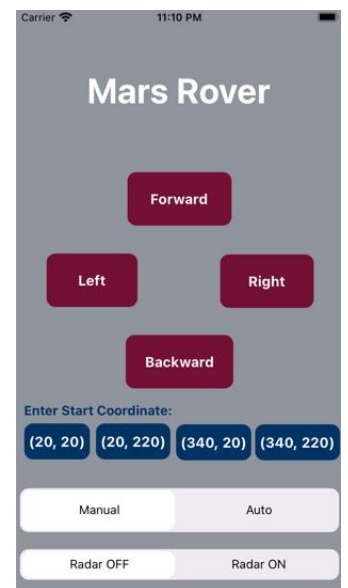 Carrier 11:10 PM
Mars Rover
Forward
Left Right
Backward
Enter Start Coordinate:
(20, 20) (20, 220) (340, 20) (340, 220)
Manual Auto
Radar OFF Radar ON